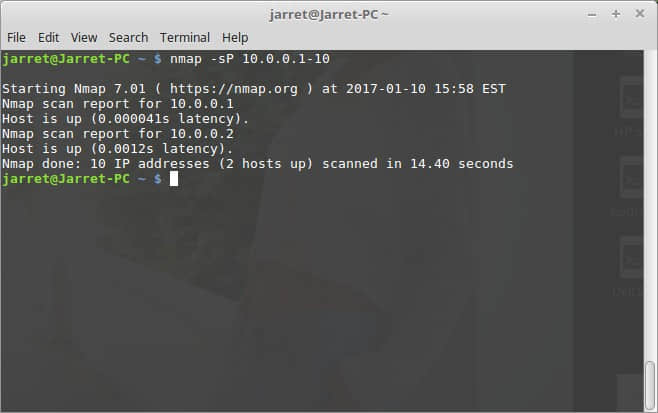 jarret@Jarret-PC ~
File Edit View Search Terminal Help
jarret@Jarret-PC ~ $ nmap -sP 10.0.0.1-10
Starting Nmap 7.01 ( https://nmap.org ) at 2017-01-10 15:58 EST
Nmap scan report for 10.0.0.1
Host is up (0.000041s latency).
Nmap scan report for 10.0.0.2
Host is up (0.0012s latency).
Nmap done: 10 IP addresses (2 hosts up) scanned in 14.40 seconds
jarret@Jarret-PC ~ $